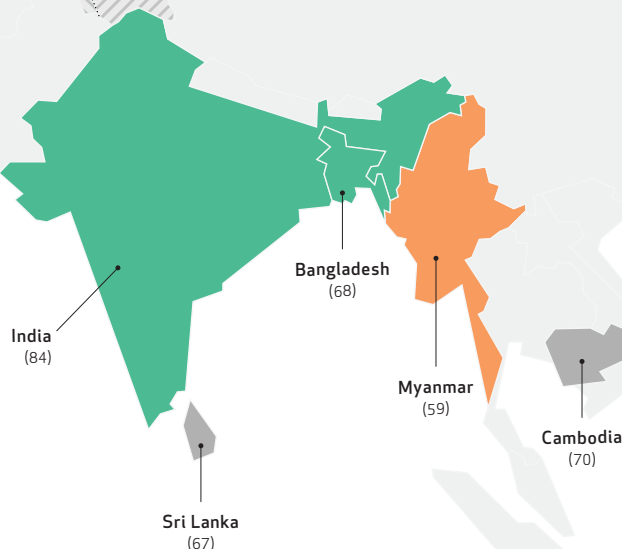 Bangladesh
(68)
India
(84)
Myanmar
(59)
Cambodia
(70)
Sri Lanka
(67)